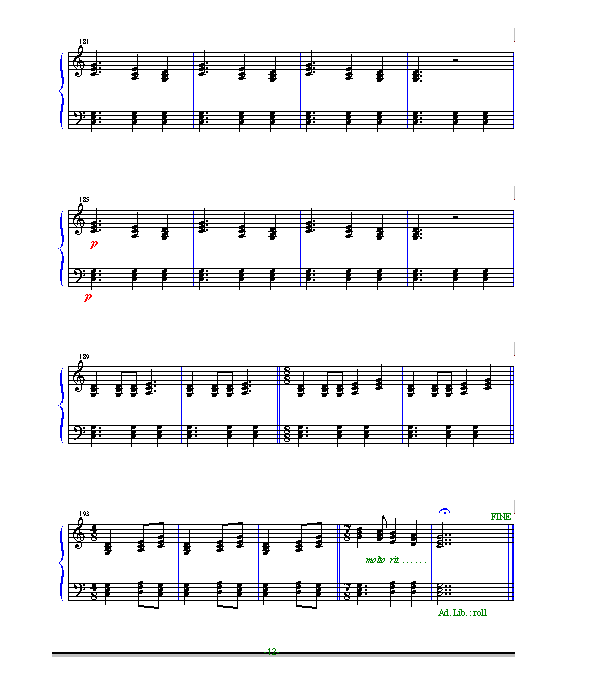 181
185
p
p
189
193
FINE
molto rit. . . . . . .
Ad. Lib. : roll
12